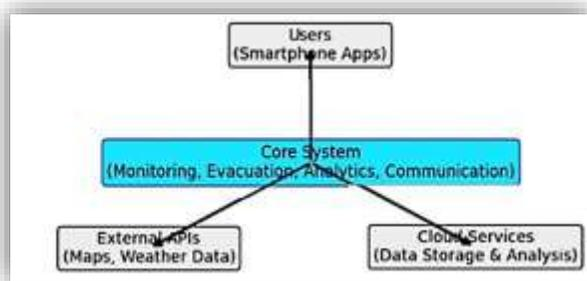 Users
(Smartphone Apps)
Core System
(Monitoring, Evacuation, Analytics, Communication)
External APIs
(Maps, Weather Data)
Cloud Services
(Data Storage & Analysis)